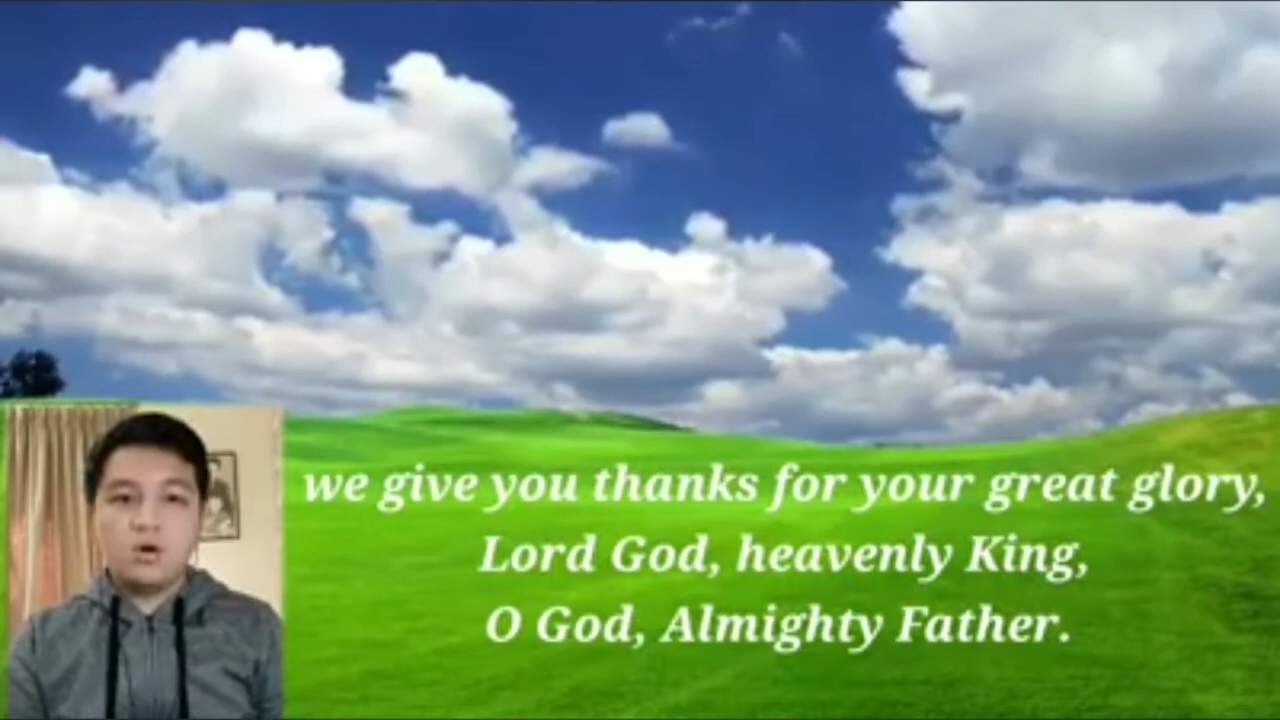 we give you thanks for your great glory,
Lord God, heavenly King,
O God, Almighty Father.